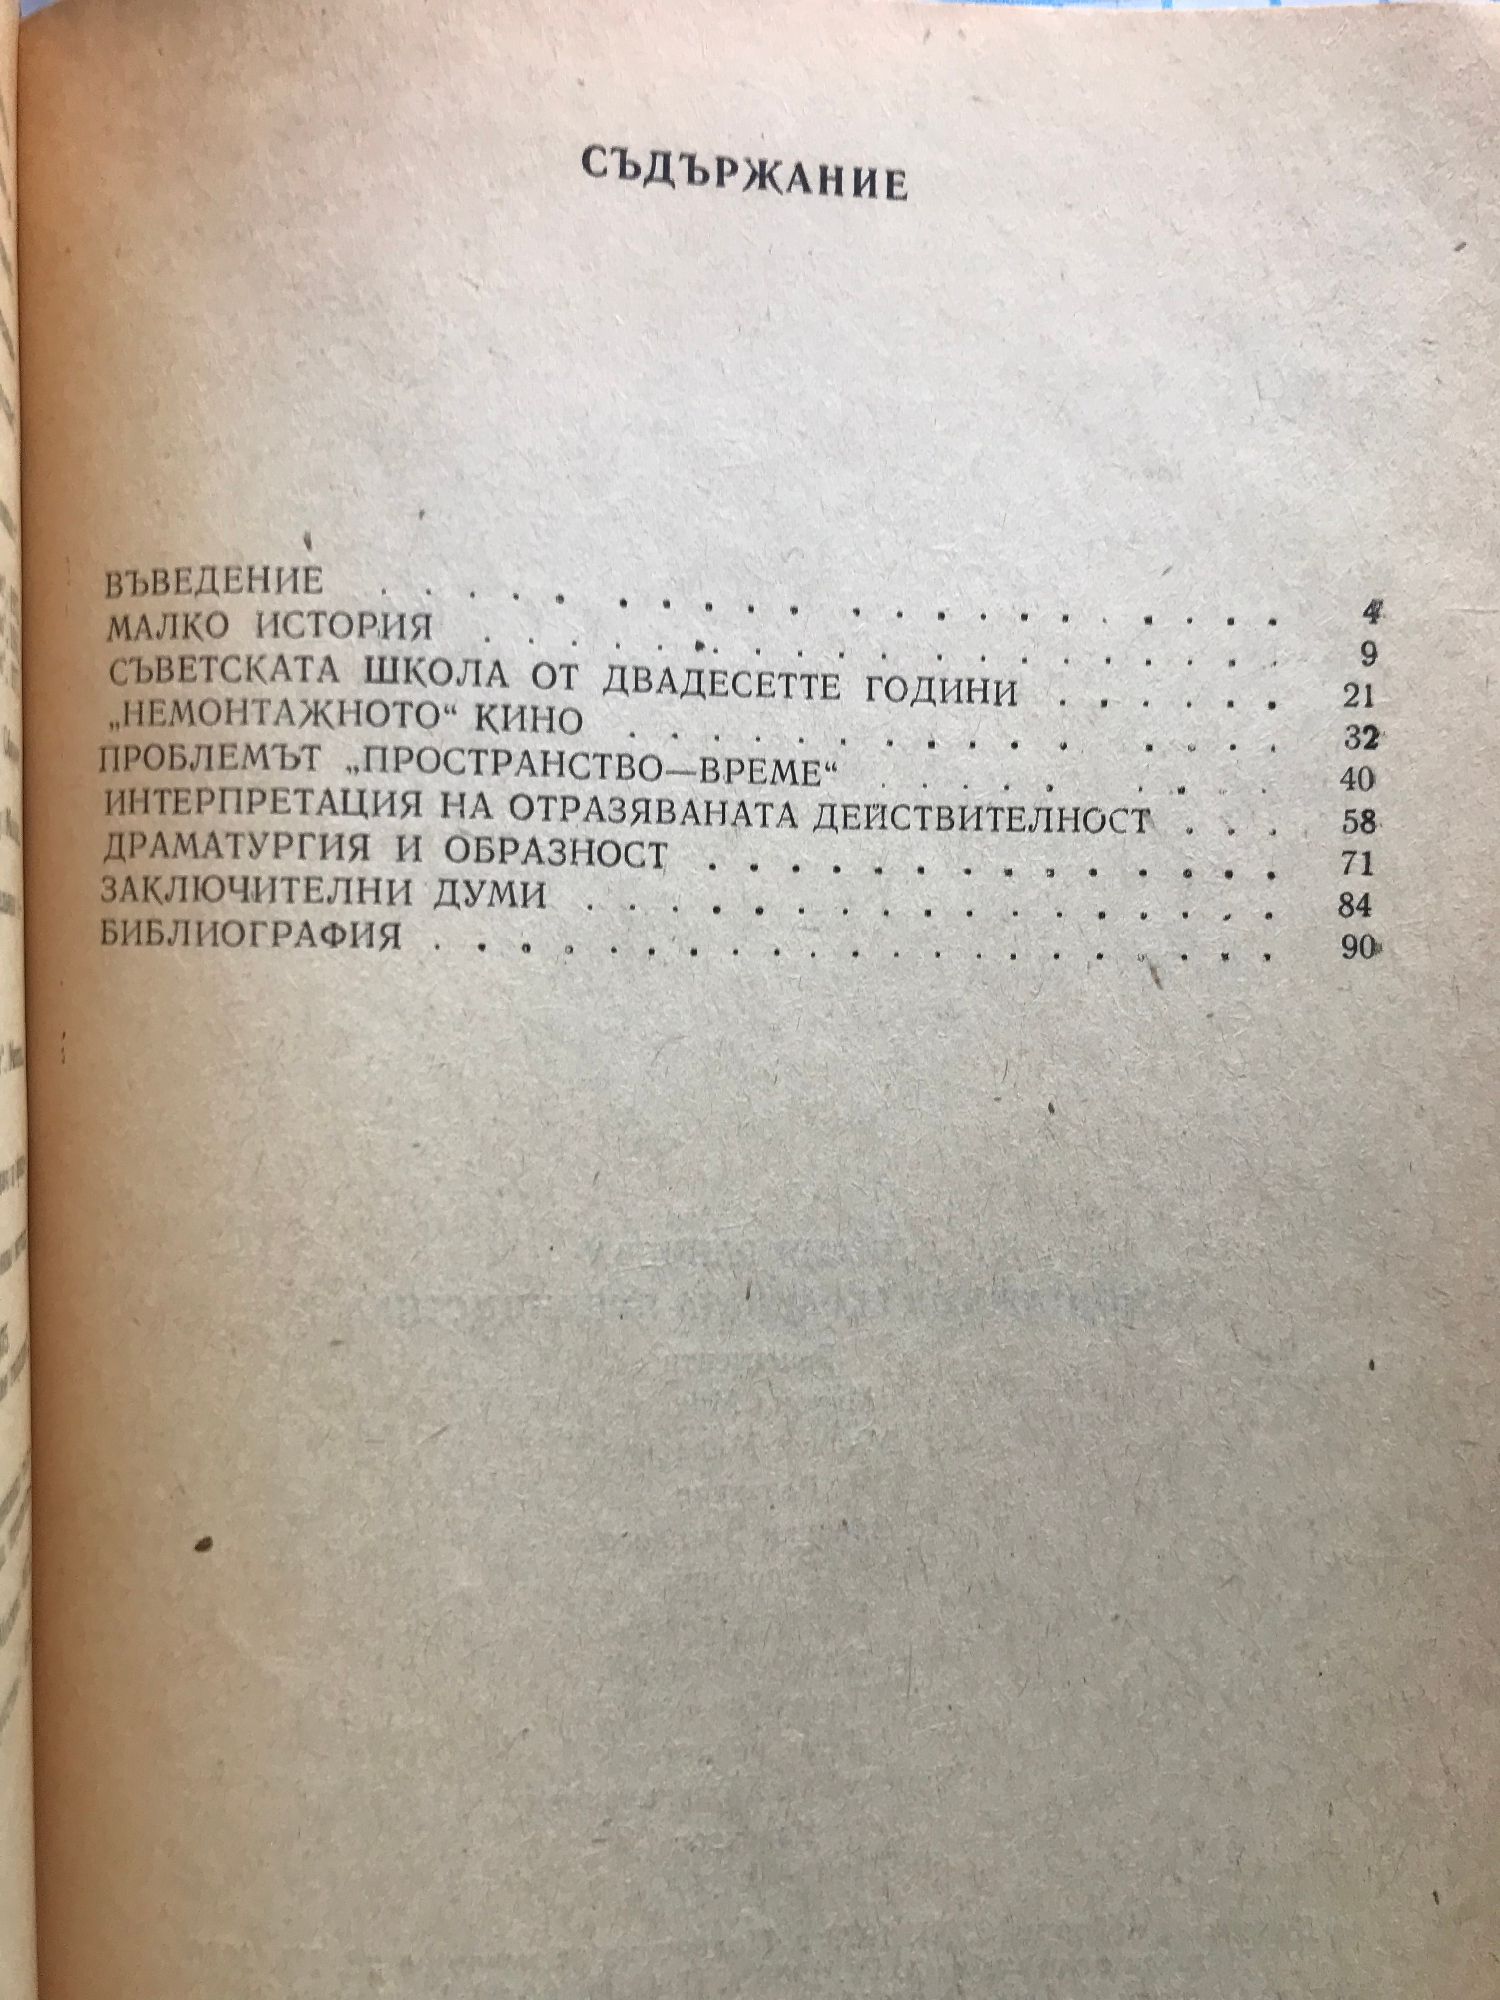 СЪДЪРЖАНИЕ
ВЪВЕДЕНИЕ . . . . . . . . . . . . . . . . . . . . 4
МАЛКО ИСТОРИЯ . . . . . . . . . . . . . . . . . . . 9
СЪВЕТСКАТА ШКОЛА ОТ ДВАДЕСЕТТЕ ГОДИНИ . . . . . . 21
„НЕМОНТАЖНОТО“ КИНО . . . . . . . . . . . . . . . 32
ПРОБЛЕМЪТ „ПРОСТРАНСТВО—ВРЕМЕ“ . . . . . . . . . . 40
ИНТЕРПРЕТАЦИЯ НА ОТРАЗЯВАНАТА ДЕЙСТВИТЕЛНОСТ . . . 58
ДРАМАТУРГИЯ И ОБРАЗНОСТ . . . . . . . . . . . . . . 71
ЗАКЛЮЧИТЕЛНИ ДУМИ . . . . . . . . . . . . . . . . . 84
БИБЛИОГРАФИЯ . . . . . . . . . . . . . . . . . . . . 90